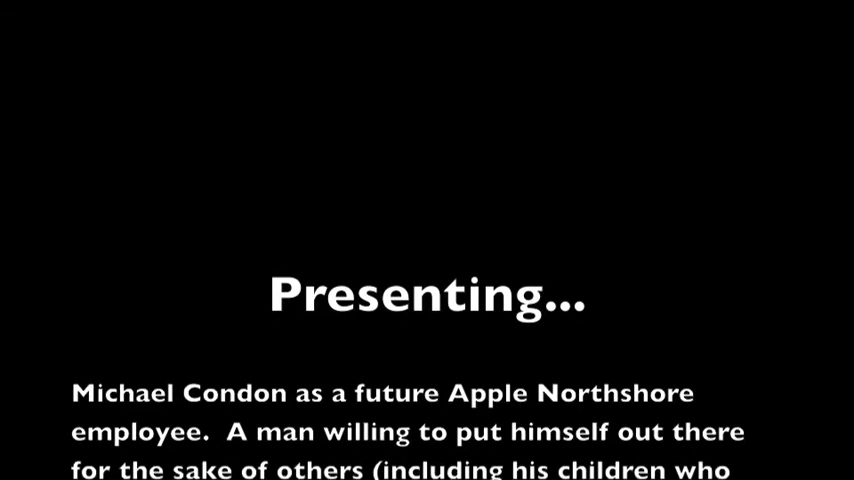 Presenting...
Michael Condon as a future Apple Northshore
employee.  A man willing to put himself out there
for the sake of others (including his children who